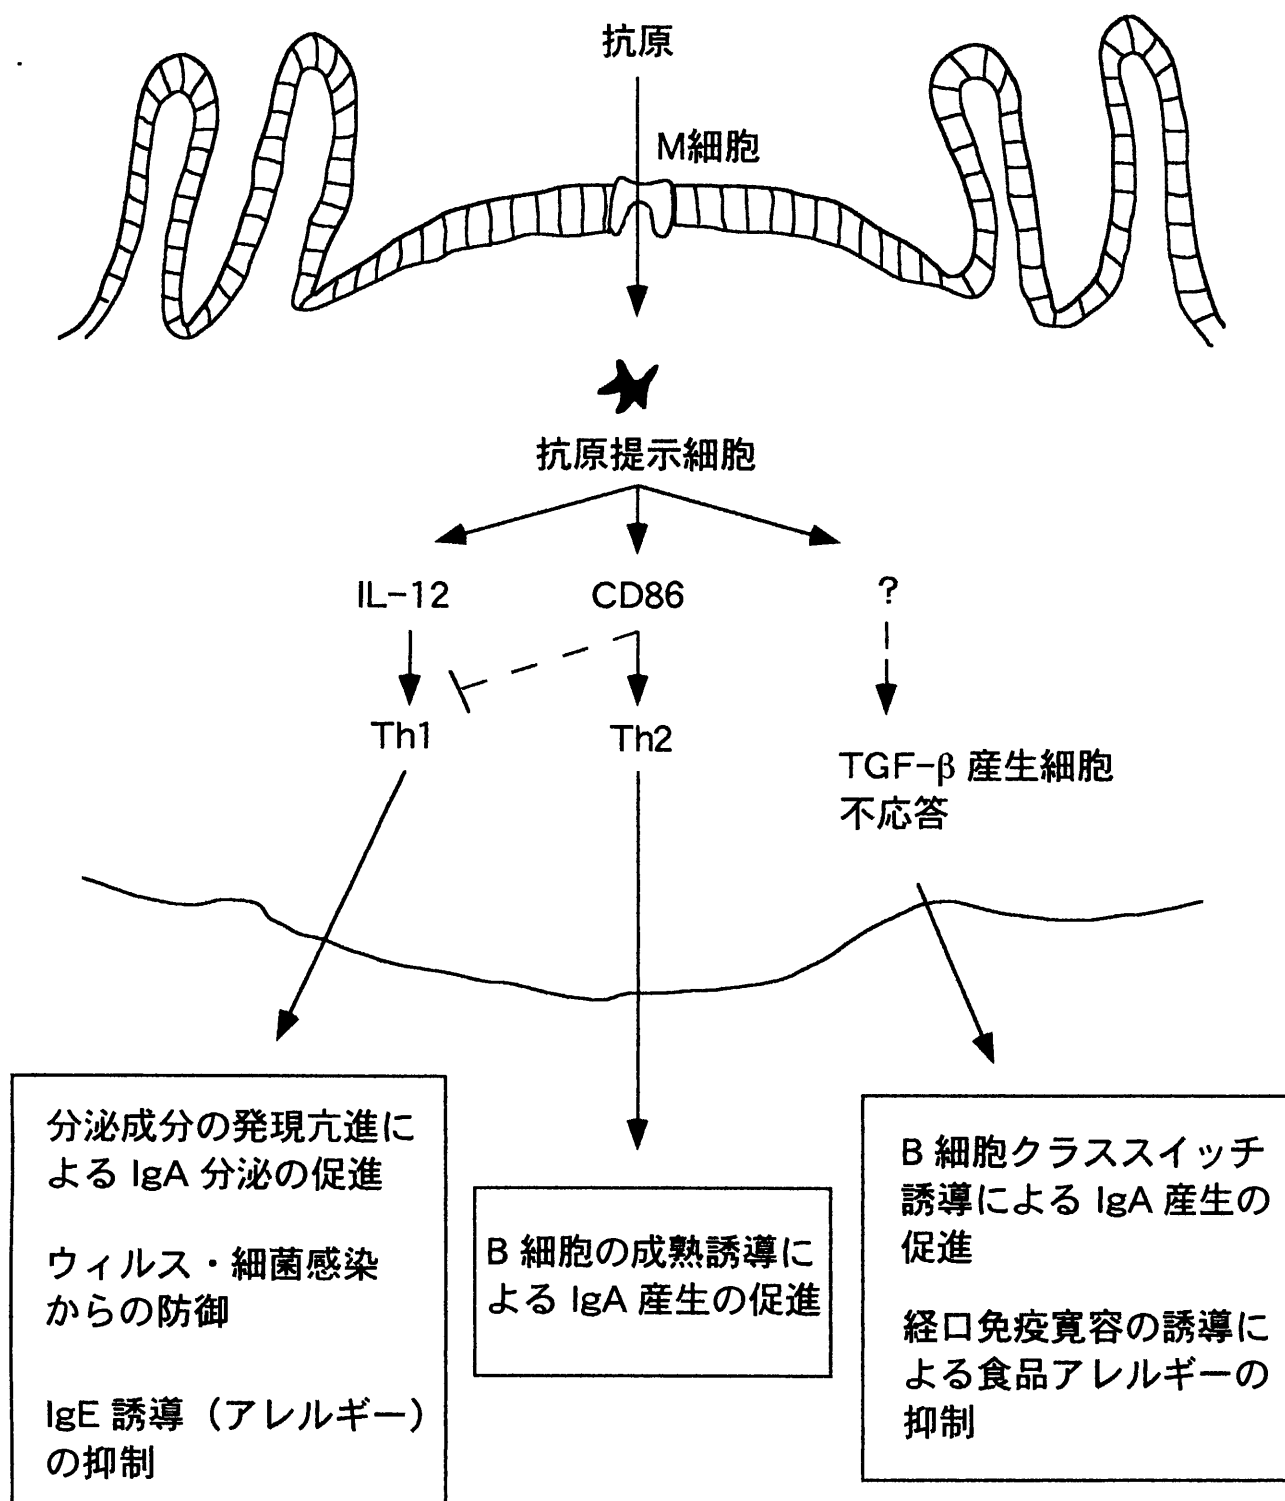 抗原
M細胞
抗原提示細胞
IL-12
CD86
?
Th1
Th2
TGF-β 産生細胞
不応答
分泌成分の発現亢進に
よる IgA 分泌の促進
ウィルス・細菌感染
からの防御
IgE 誘導（アレルギー）
の抑制
B 細胞の成熟誘導に
よる IgA 産生の促進
B 細胞クラススイッチ
誘導による IgA 産生の
促進
経口免疫寛容の誘導に
よる食品アレルギーの
抑制